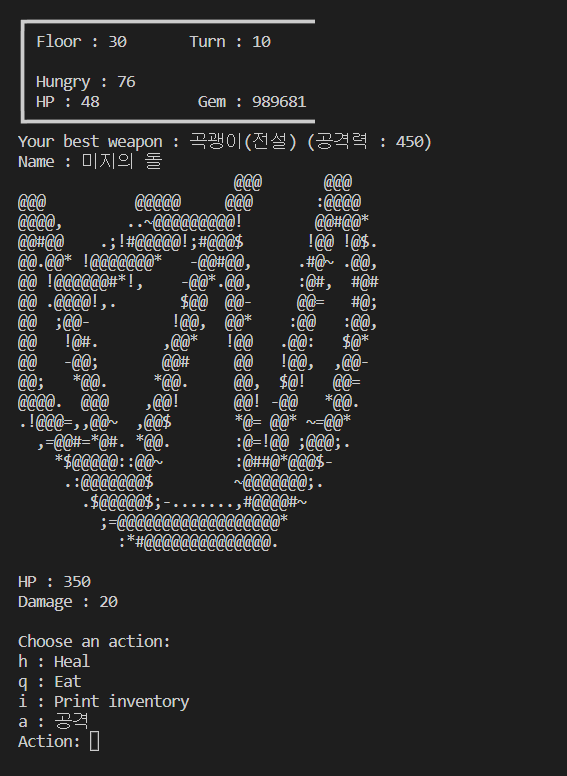 Floor : 30 Turn : 10
Hungry : 76
HP : 48 Gem : 989681
Your best weapon : 곡괭이(전설) (공격력 : 450)
Name : 미지의 돌
HP : 350
Damage : 20
Choose an action:
h : Heal
q : Eat
i : Print inventory
a : 공격
Action: